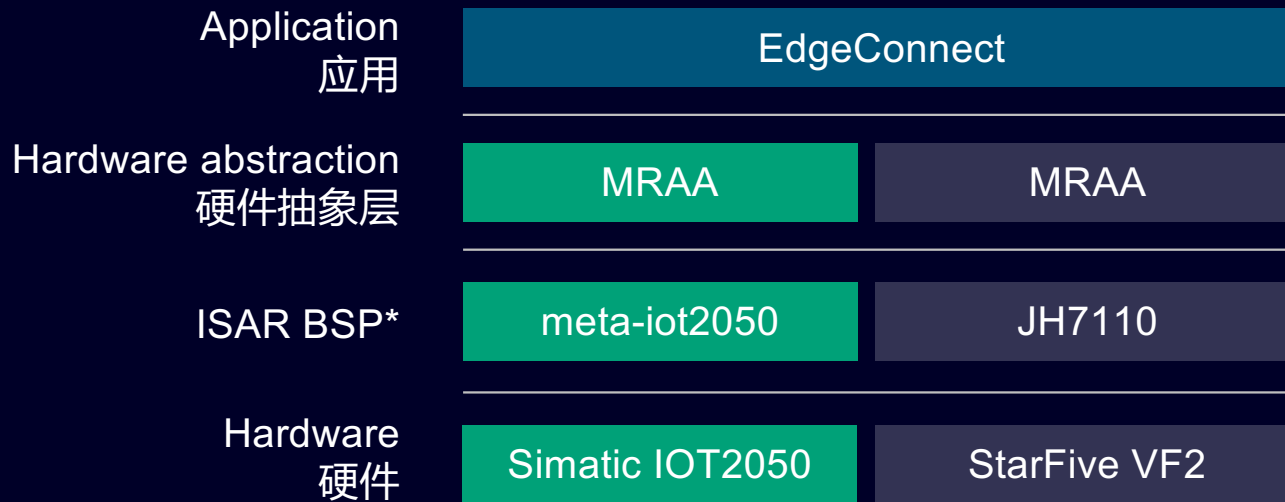 Application
应用
EdgeConnect
Hardware abstraction
硬件抽象层
MRAA
MRAA
ISAR BSP*
meta-iot2050
JH7110
Hardware
硬件
Simatic IOT2050
StarFive VF2